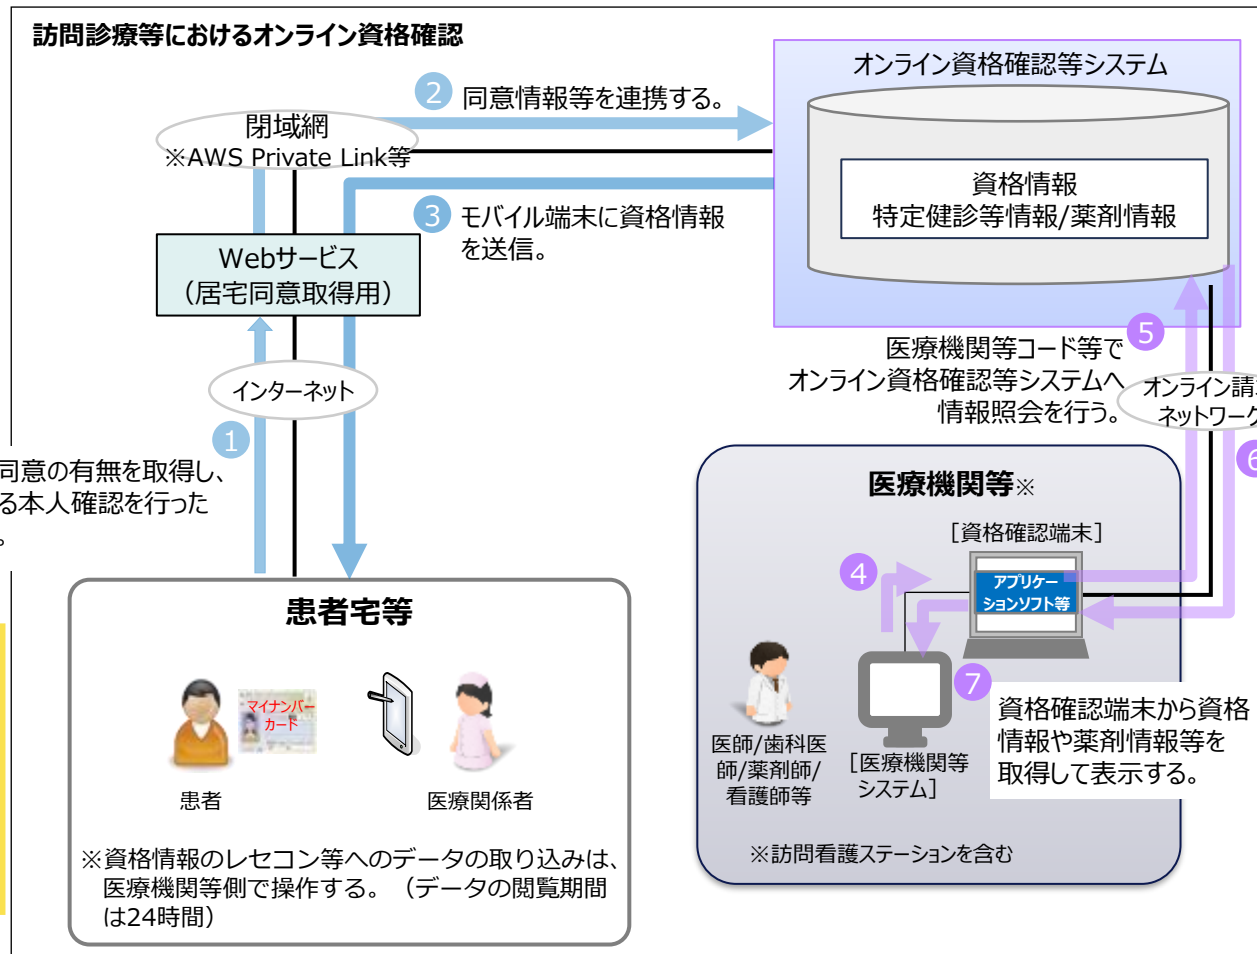 訪問診療等におけるオンライン資格確認
オンライン資格確認等システム
資格情報
特定健診等情報/薬剤情報
2 同意情報等を連携する。
閉域網
※AWS Private Link等
3 モバイル端末に資格情報
を送信。
Webサービス
（居宅同意取得用）
インターネット
1
同意の有無を取得し、
る本人確認を行った
。
5
医療機関等コード等で
オンライン資格確認等システムへ
情報照会を行う。
オンライン請
ネットワーク
6
患者宅等
マイナンバー
カード
患者
医療関係者
※資格情報のレセコン等へのデータの取り込みは、
医療機関等側で操作する。（データの閲覧期間
は24時間）
医療機関等※
［資格確認端末］
アプリケー
ションソフト等
4
7
資格確認端末から資格
情報や薬剤情報等を
取得して表示する。
医師/歯科医
師/薬剤師/
看護師等
［医療機関等
システム］
※訪問看護ステーションを含む